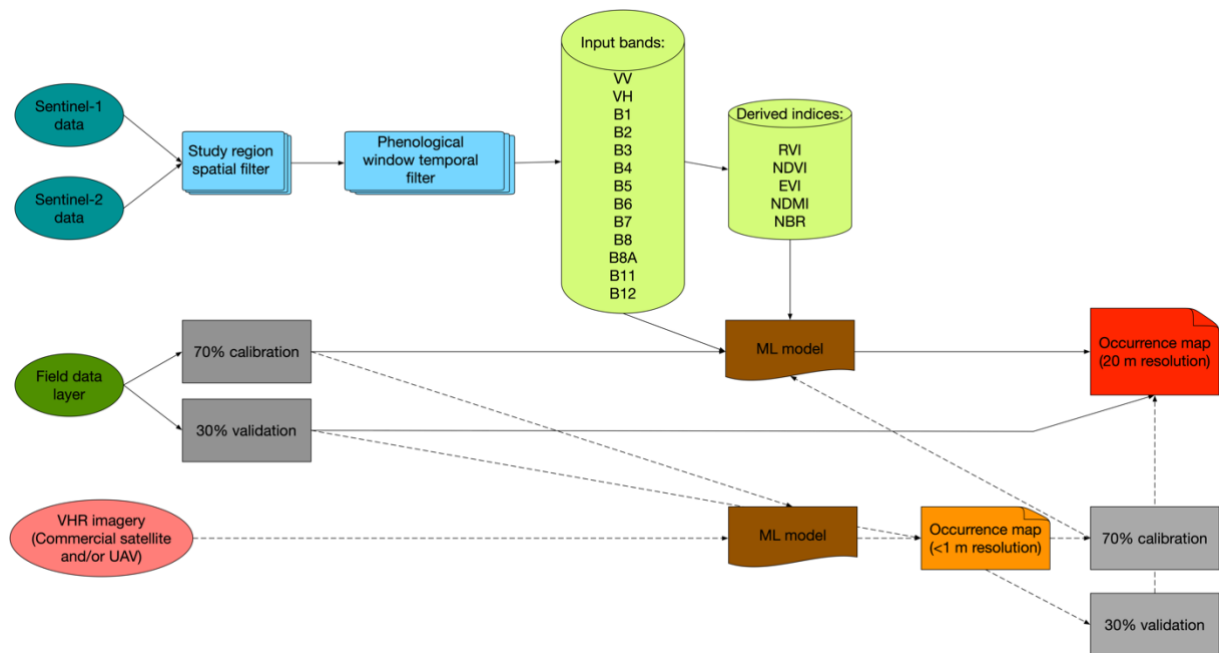 Sentinel-1
data
Sentinel-2
data
Study region
spatial filter
Phenological
window temporal
filter
Input bands:
VV
VH
B1
B2
B3
B4
B5
B6
B7
B8
B8A
B11
B12
Derived indices:
RVI
NDVI
EVI
NDMI
NBR
Field data
layer
70% calibration
30% validation
ML model
Occurrence map
(20 m resolution)
VHR imagery
(Commercial satellite
and/or UAV)
ML model
Occurrence map
(<1 m resolution)
70% calibration
30% validation